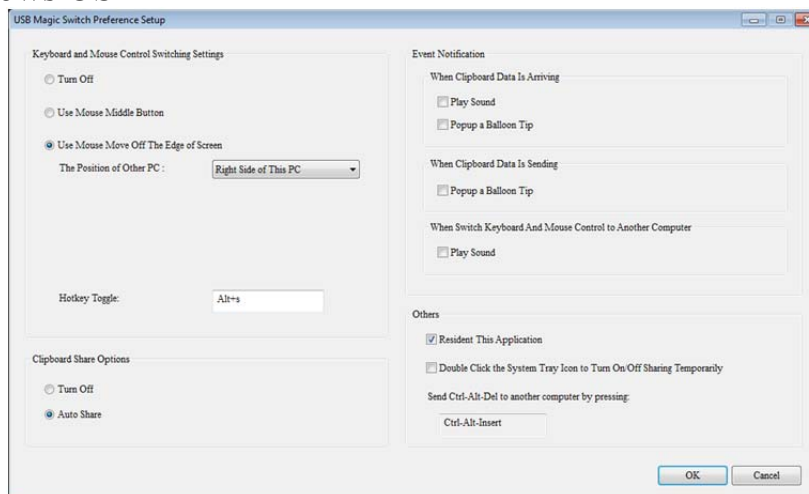 USB Magic Switch Preference Setup
Keyboard and Mouse Control Switching Settings
Turn Off
Use Mouse Middle Button
Use Mouse Move Off The Edge of Screen
The Position of Other PC :
Right Side of This PC
Hotkey Toggle:
Alt+s
Clipboard Share Options
Turn Off
Auto Share
Event Notification
When Clipboard Data Is Arriving
Play Sound
Popup a Balloon Tip
When Clipboard Data Is Sending
Popup a Balloon Tip
When Switch Keyboard And Mouse Control to Another Computer
Play Sound
Others
Resident This Application
Double Click the System Tray Icon to Turn On/Off Sharing Temporarily
Send Ctrl-Alt-Del to another computer by pressing:
Ctrl-Alt-Insert
OK
Cancel